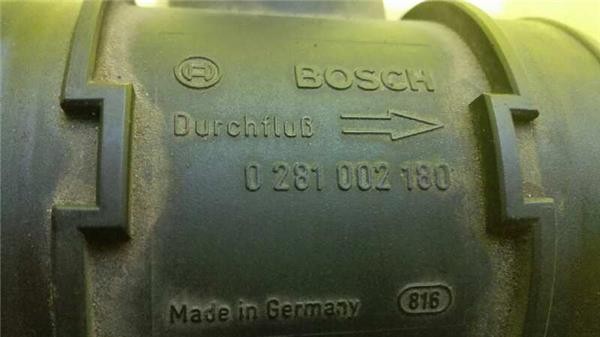 BOSCH
Durchfluß
0 281 002 180
Made in Germany 816